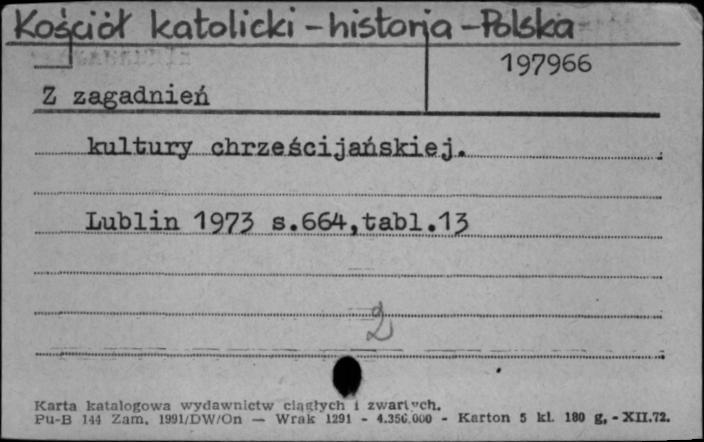 Kościół katolicki - historia - Polska
197966
Z zagadnień
kultury chrześcijańskiej.
Lublin 1973 s.664,tabl.13
2
Karta katalogowa wydawnictw ciągłych i zwartych.
Pu-B 144 Zam. 1991/DW/On — Wrak 1291 - 4.350.000 - Karton 5 kl. 180 g, - XII.72.